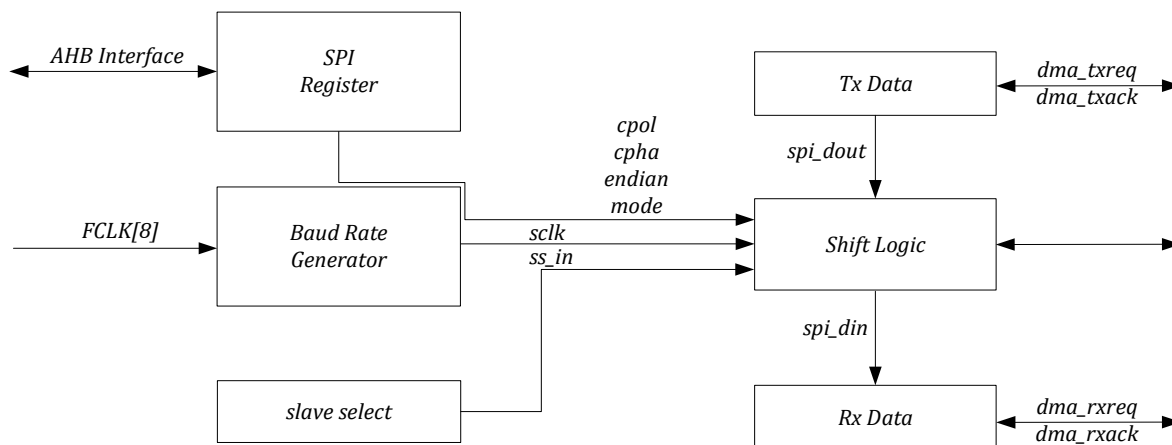 AHB Interface
SPI
Register
Tx Data
dma_txreq
dma_txack
cpol
cpha
endian
mode
spi_dout
FCLK[8]
Baud Rate
Generator
sclk
ss_in
Shift Logic
spi_din
slave select
Rx Data
dma_rxreq
dma_rxack